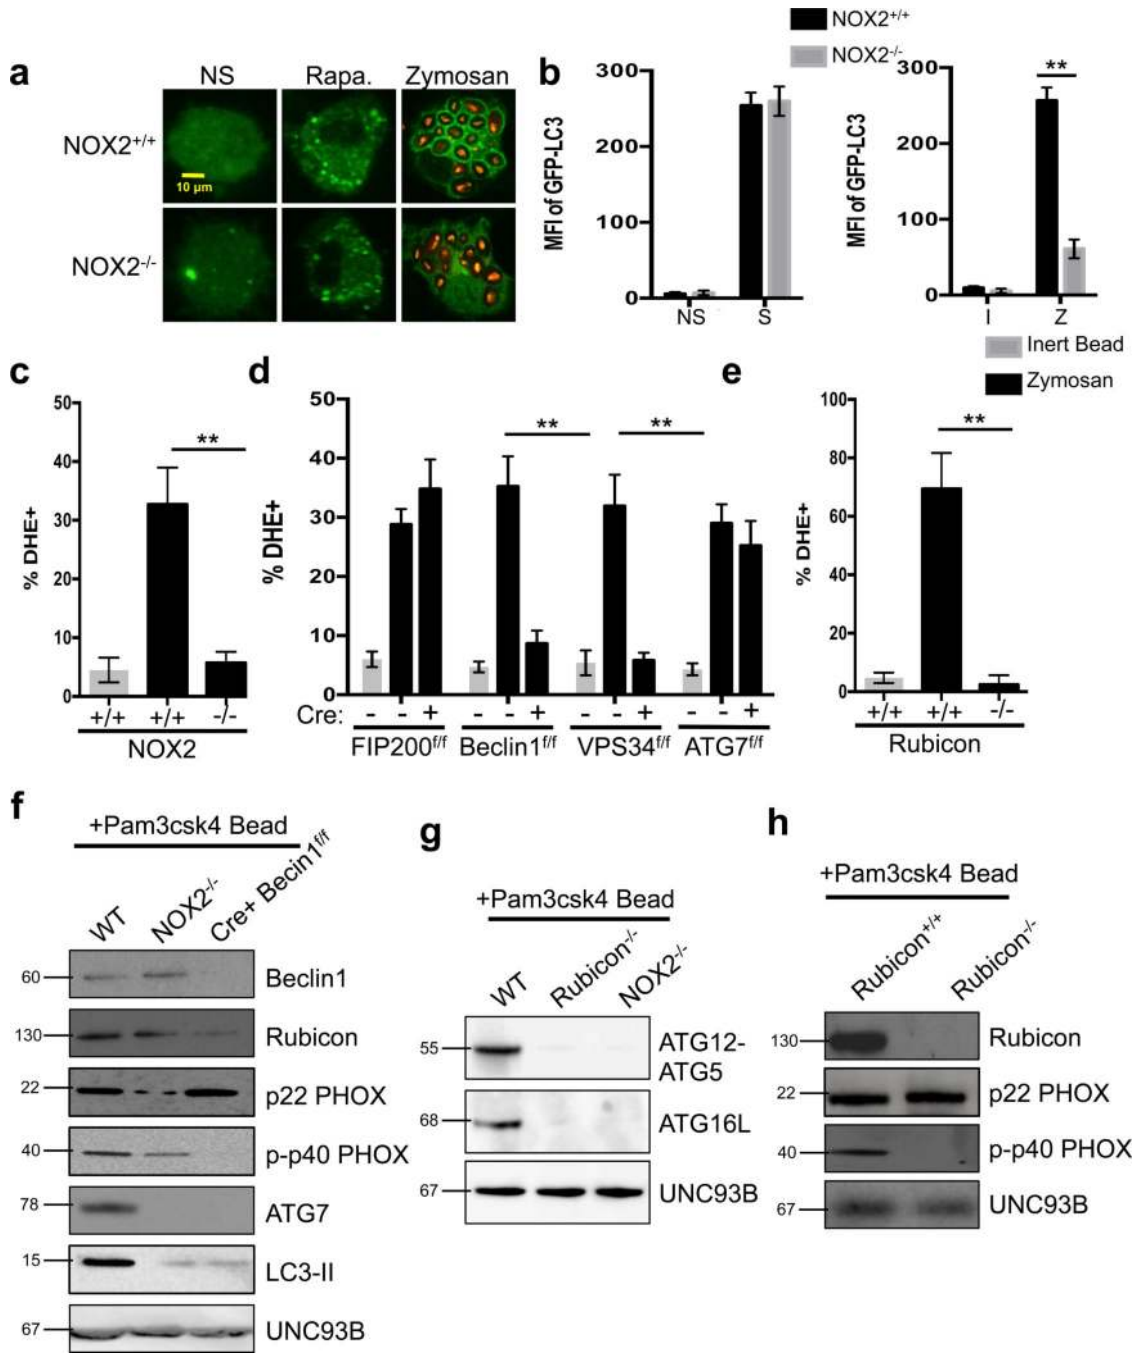 NOX2+/+
NOX2-/-
a
NS Rapa. Zymosan
NOX2+/+
10 μm
NOX2-/-
b
MFI of GFP-LC3
300
200
100
0
NS S
MFI of GFP-LC3
300
200
100
0
**
I Z
Inert Bead
Zymosan
c
% DHE+
50
40
30
20
10
0
**
+/+ +/+ -/-
NOX2
d
% DHE+
50
40
30
20
10
0
** **
Cre: - - + - - + - - + - - +
FIP200f/f Beclin1f/f VPS34f/f ATG7f/f
e
% DHE+
100
80
60
40
20
0
**
+/+ +/+ -/-
Rubicon
f
+Pam3csk4 Bead
WT NOX2-/- Cre+ Becin1f/f
60 Beclin1
130 Rubicon
22 p22 PHOX
40 p-p40 PHOX
78 ATG7
15 LC3-II
67 UNC93B
g
+Pam3csk4 Bead
WT Rubicon-/- NOX2-/-
55 ATG12-
ATG5
68 ATG16L
67 UNC93B
h
+Pam3csk4 Bead
Rubicon+/+ Rubicon-/-
130 Rubicon
22 p22 PHOX
40 p-p40 PHOX
67 UNC93B